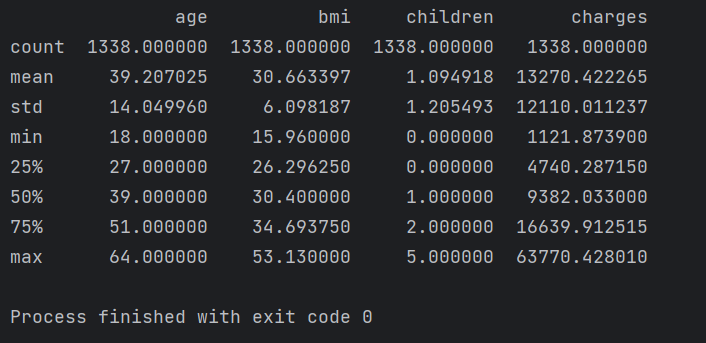 age bmi children charges
count 1338.000000 1338.000000 1338.000000 1338.000000
mean 39.207025 30.663397 1.094918 13270.422265
std 14.049960 6.098187 1.205493 12110.011237
min 18.000000 15.960000 0.000000 1121.873900
25% 27.000000 26.296250 0.000000 4740.287150
50% 39.000000 30.400000 1.000000 9382.033000
75% 51.000000 34.693750 2.000000 16639.912515
max 64.000000 53.130000 5.000000 63770.428010
Process finished with exit code 0